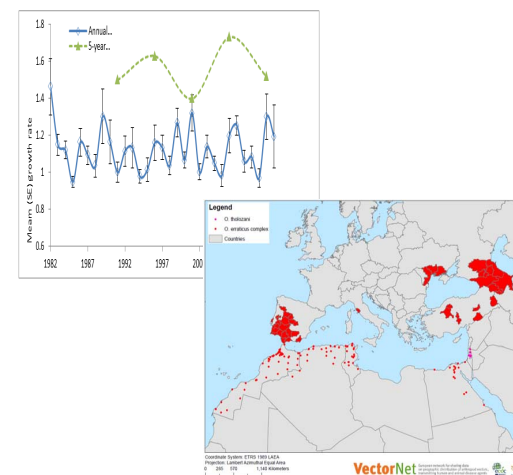 1.8
Annual...
5-year...
1.6
1.4
1.2
1
0.8
0.6
Meam (SE) growth rate
1982 1987 1992 1997 200
Legend
O. tholozani
O. erraticus complex
Countries
Coordinate System: ETRS 1989 LAEA
Projection: Lambert Azimuthal Equal Area
0 285 570 1,140 Kilometers
VectorNet